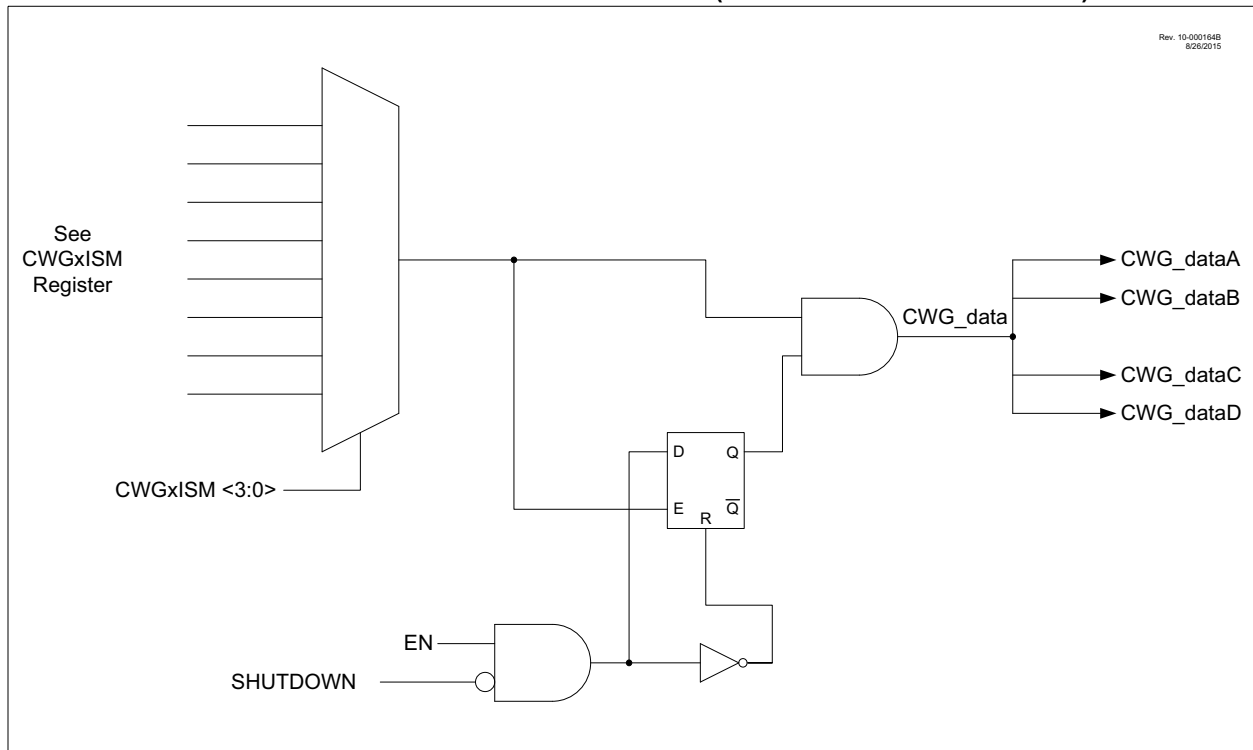 Rev. 10-000164B
8/26/2015
See
CWGxISM
Register
CWGxISM <3:0>
D
Q
E
Q
R
EN
SHUTDOWN
CWG_data
CWG_dataA
CWG_dataB
CWG_dataC
CWG_dataD